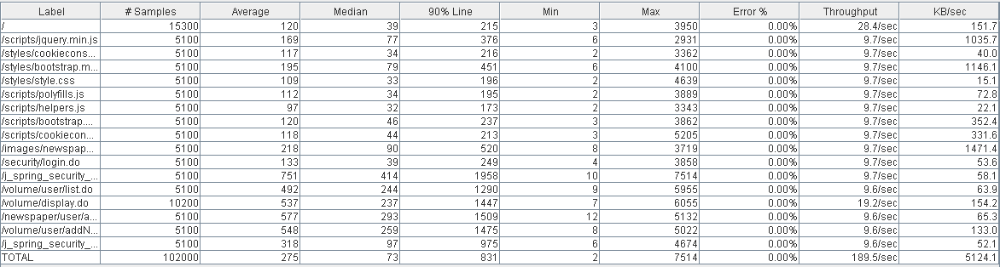 Label # Samples Average Median 90% Line Min Max Error % Throughput KB/sec
/ 15300 120 39 215 3 3950 0.00% 28.4/sec 151.7
/scripts/jquery.min.js 5100 169 77 376 6 2931 0.00% 9.7/sec 1035.7
/styles/cookiecons... 5100 117 34 216 2 3362 0.00% 9.7/sec 40.0
/styles/bootstrap.m... 5100 195 79 451 6 4100 0.00% 9.7/sec 1146.1
/styles/style.css 5100 109 33 196 2 4639 0.00% 9.7/sec 15.1
/scripts/polyfills.js 5100 112 34 195 2 3889 0.00% 9.7/sec 72.8
/scripts/helpers.js 5100 97 32 173 2 3343 0.00% 9.7/sec 22.1
/scripts/bootstrap.... 5100 120 46 237 3 3862 0.00% 9.7/sec 352.4
/scripts/cookiecon... 5100 118 44 213 3 5205 0.00% 9.7/sec 331.6
/images/newspap... 5100 218 90 520 8 3719 0.00% 9.7/sec 1471.4
/security/login.do 5100 133 39 249 4 3858 0.00% 9.7/sec 53.6
/j_spring_security_... 5100 751 414 1958 10 7514 0.00% 9.7/sec 58.1
/volume/user/list.do 5100 492 244 1290 9 5955 0.00% 9.6/sec 63.9
/volume/display.do 10200 537 237 1447 7 6055 0.00% 19.2/sec 154.2
/newspaper/user/a... 5100 577 293 1509 12 5132 0.00% 9.6/sec 65.3
/volume/user/addN... 5100 548 259 1475 8 5022 0.00% 9.6/sec 133.0
/j_spring_security_... 5100 318 97 975 6 4674 0.00% 9.6/sec 52.1
TOTAL 102000 275 73 831 2 7514 0.00% 189.5/sec 5124.1